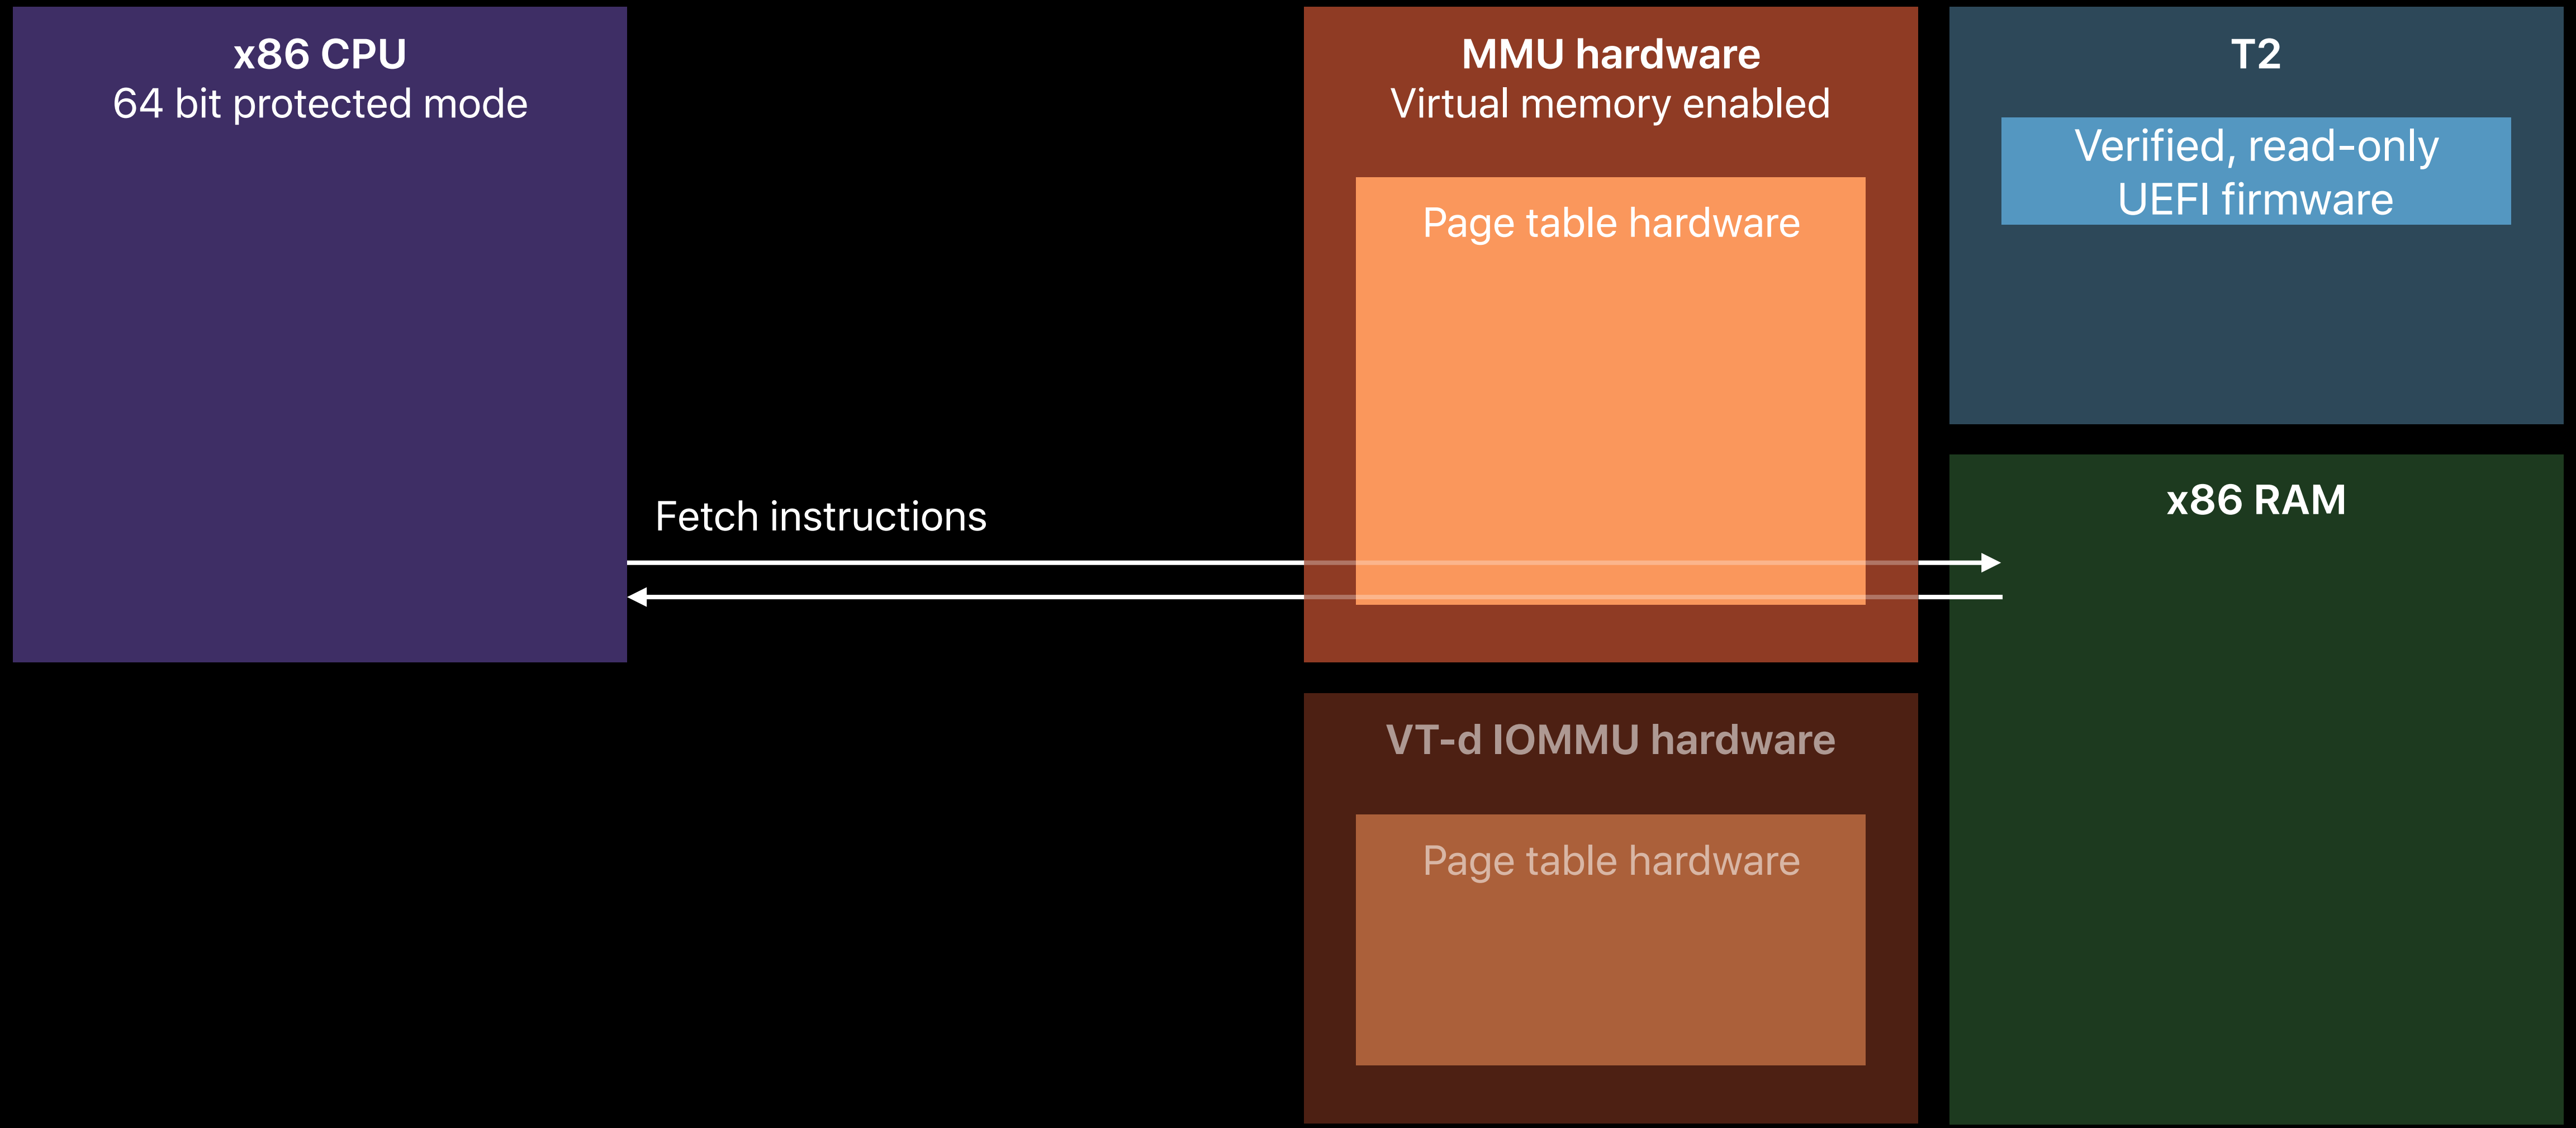 x86 CPU
64 bit protected mode
MMU hardware
Virtual memory enabled
Page table hardware
T2
Verified, read-only
UEFI firmware
Fetch instructions
x86 RAM
VT-d IOMMU hardware
Page table hardware